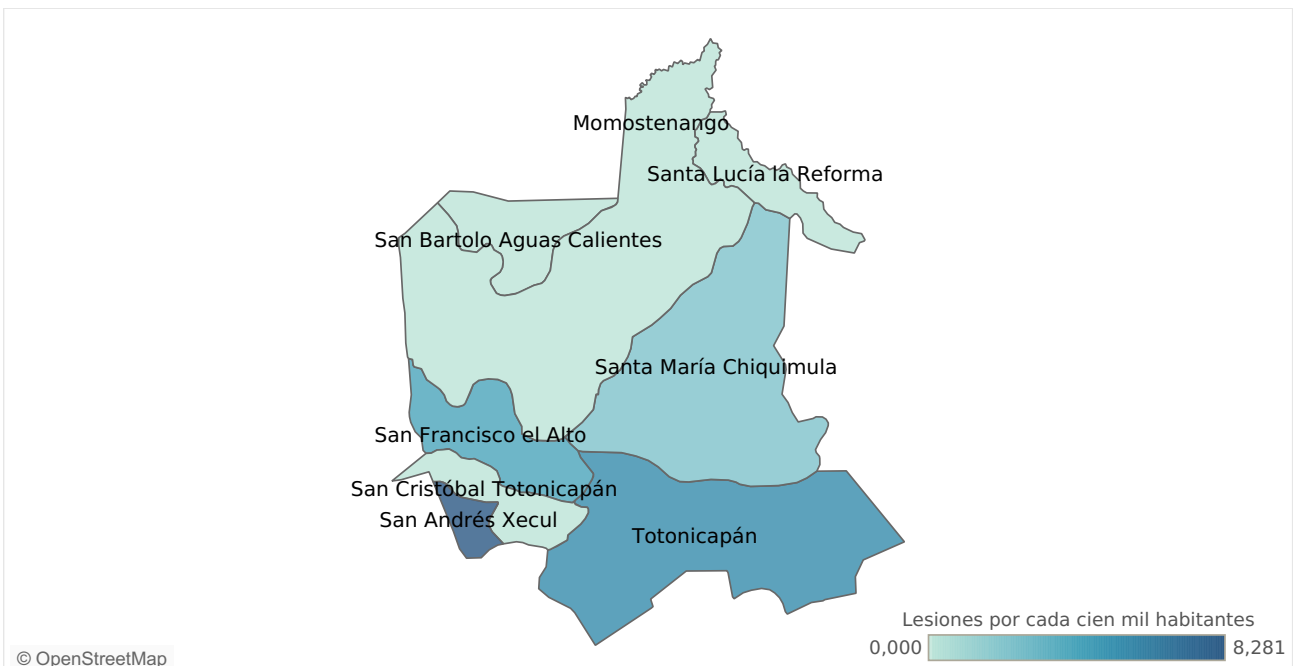 Momostenango
Santa Lucía la Reforma
San Bartolo Aguas Calientes
Santa María Chiquimula
San Francisco el Alto
San Cristóbal Totonicapán
San Andrés Xecul
Totonicapán
Lesiones por cada cien mil habitantes
0,000
8,281
© OpenStreetMap